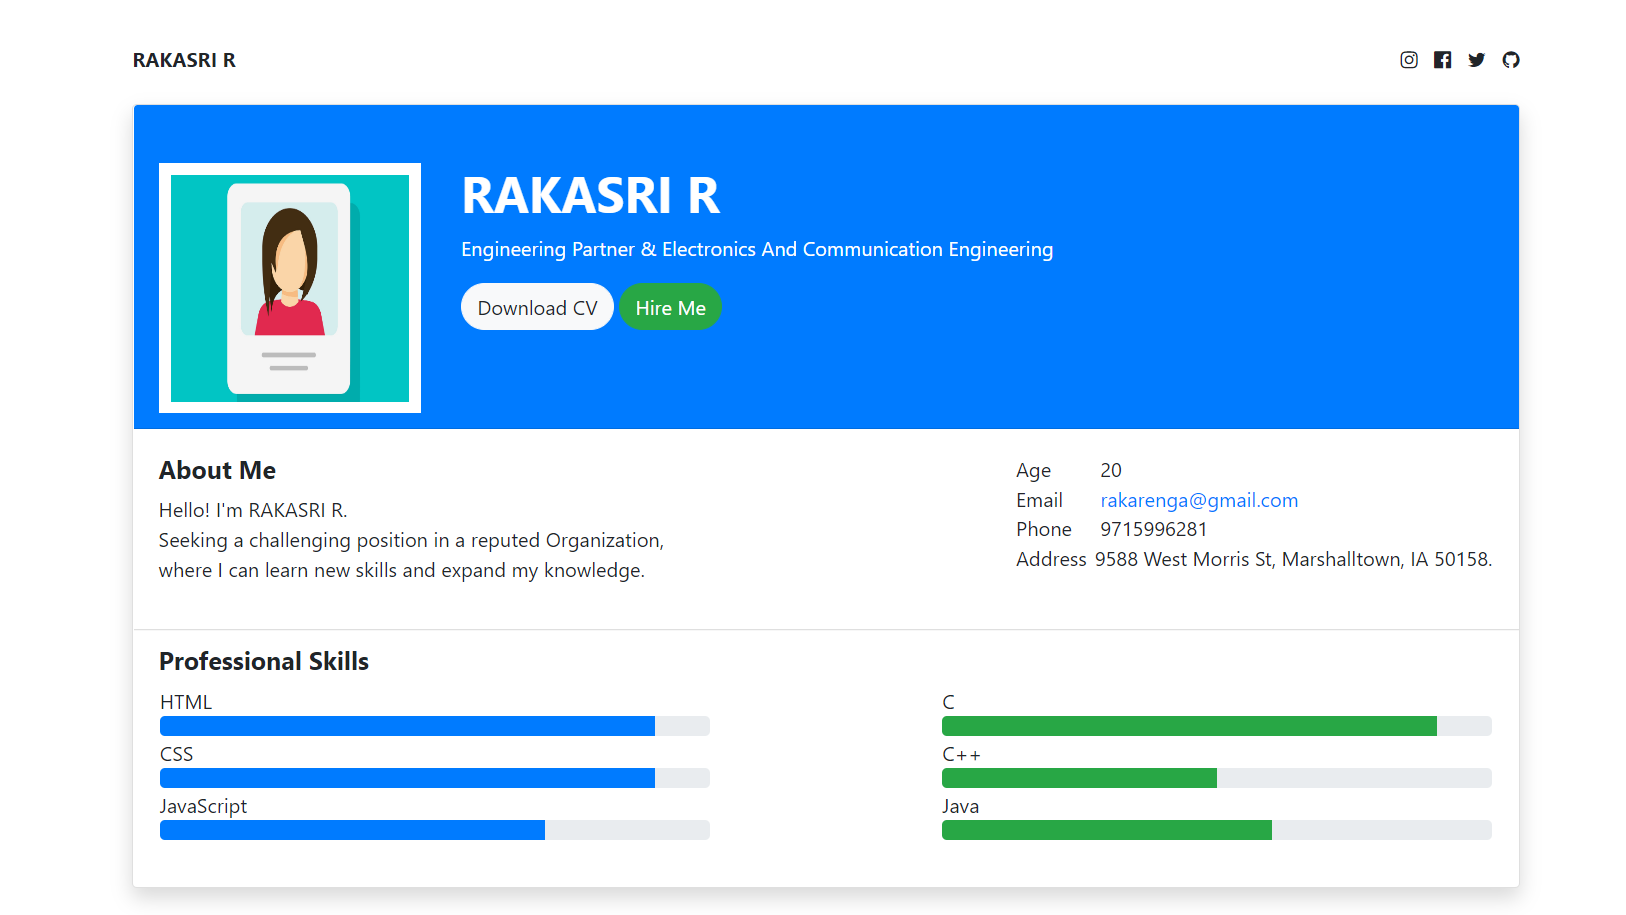 RAKASRI R
RAKASRI R
Engineering Partner & Electronics And Communication Engineering
Download CV Hire Me
About Me
Hello! I'm RAKASRI R.
Seeking a challenging position in a reputed Organization,
where I can learn new skills and expand my knowledge.
Age 20
Email rakarenga@gmail.com
Phone 9715996281
Address 9588 West Morris St, Marshalltown, IA 50158.
Professional Skills
HTML
CSS
JavaScript
C
C++
Java